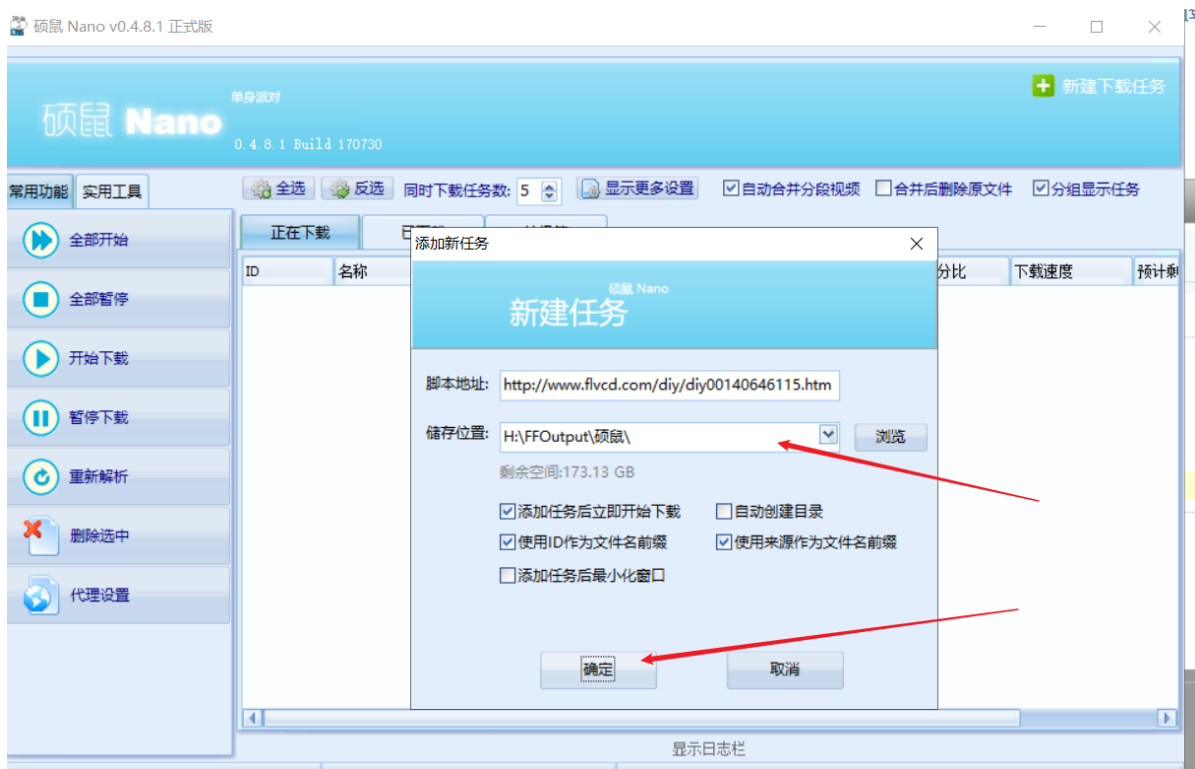 硕鼠 Nano v0.4.8.1 正式版
新建下载任务
单身派对
硕鼠 Nano
0.4.8.1 Build 170730
常用功能 实用工具
全选 反选 同时下载任务数: 5 显示更多设置 自动合并分段视频 合并后删除原文件 分组显示任务
正在下载
添加新任务
ID 名称 分比 下载速度 预计剩
硕鼠 Nano
新建任务
全部开始
全部暂停
开始下载
暂停下载
重新解析
删除选中
代理设置
脚本地址: http://www.flvcd.com/diy/diy00140646115.htm
储存位置: H:\FFOutput\硕鼠\ 浏览
剩余空间:173.13 GB
添加任务后立即开始下载 自动创建目录
使用ID作为文件名前缀 使用来源作为文件名前缀
添加任务后最小化窗口
确定 取消
显示日志栏